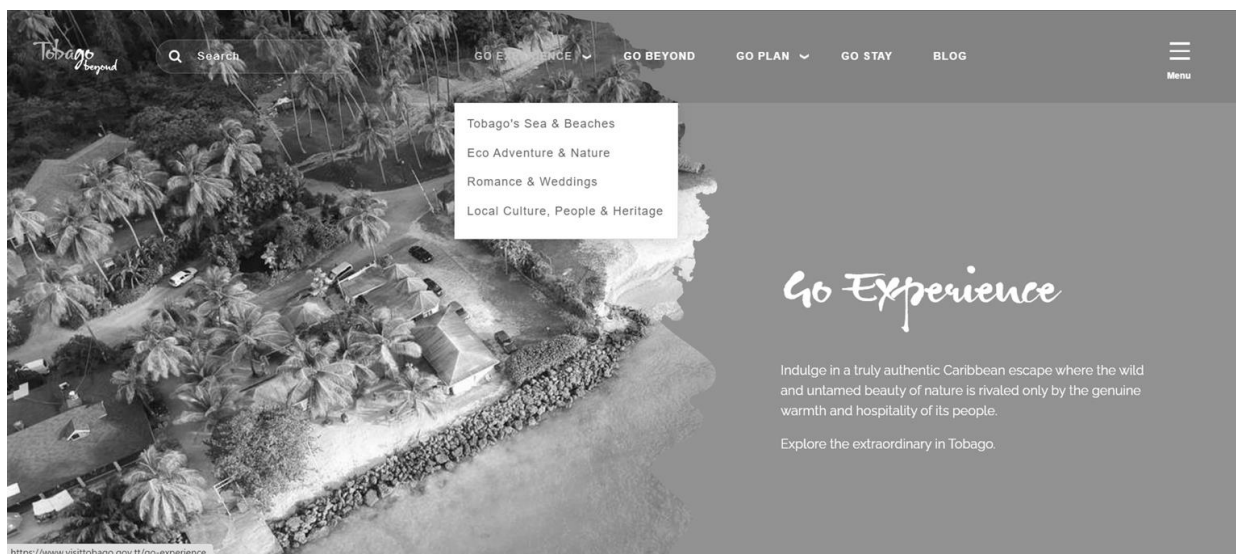 Tobago
beyond
Search
GO EXPERIENCE
GO BEYOND
GO PLAN
GO STAY
BLOG
Menu
Tobago's Sea & Beaches
Eco Adventure & Nature
Romance & Weddings
Local Culture, People & Heritage
Go Experience
Indulge in a truly authentic Caribbean escape where the wild
and untamed beauty of nature is rivaled only by the genuine
warmth and hospitality of its people.
Explore the extraordinary in Tobago.
https://www.visittobago.gov.tt/go-experience